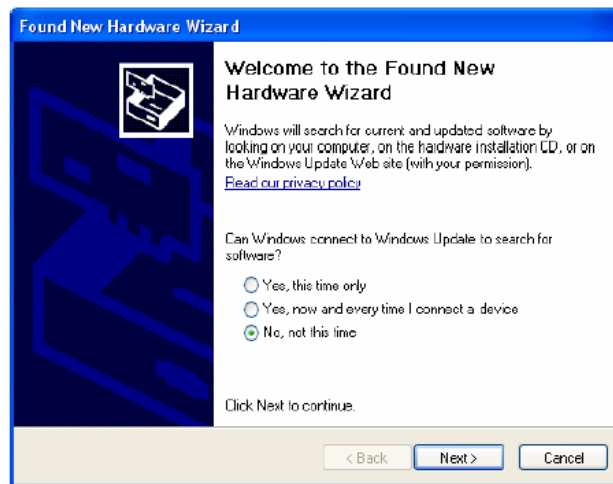 Found New Hardware Wizard
Welcome to the Found New
Hardware Wizard
Windows will search for current and updated software by
looking on your computer, on the hardware installation CD, or on
the Windows Update Web site (with your permission).
Read our privacy policy
Can Windows connect to Windows Update to search for
software?
Yes, this time only
Yes, now and every time I connect a device
No, not this time
Click Next to continue.
< Back
Next >
Cancel